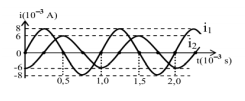 i(10⁻³ A)
8
6
i₁
i₂
0
t(10⁻³ s)
0,5
1,0
1,5
2,0
-6
-8